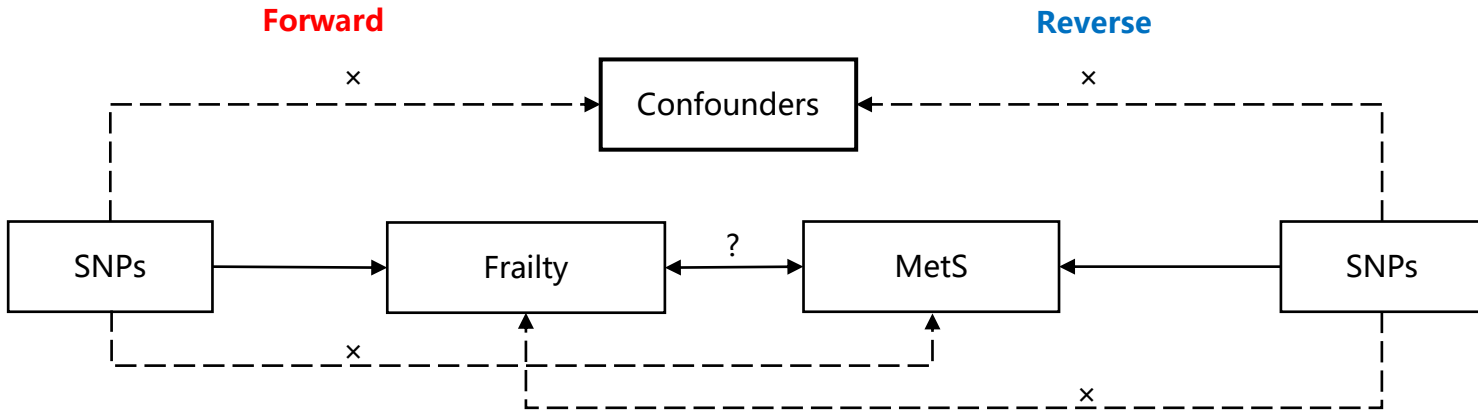 Forward
Reverse
×
×
Confounders
SNPs
Frailty
?
MetS
SNPs
×
×